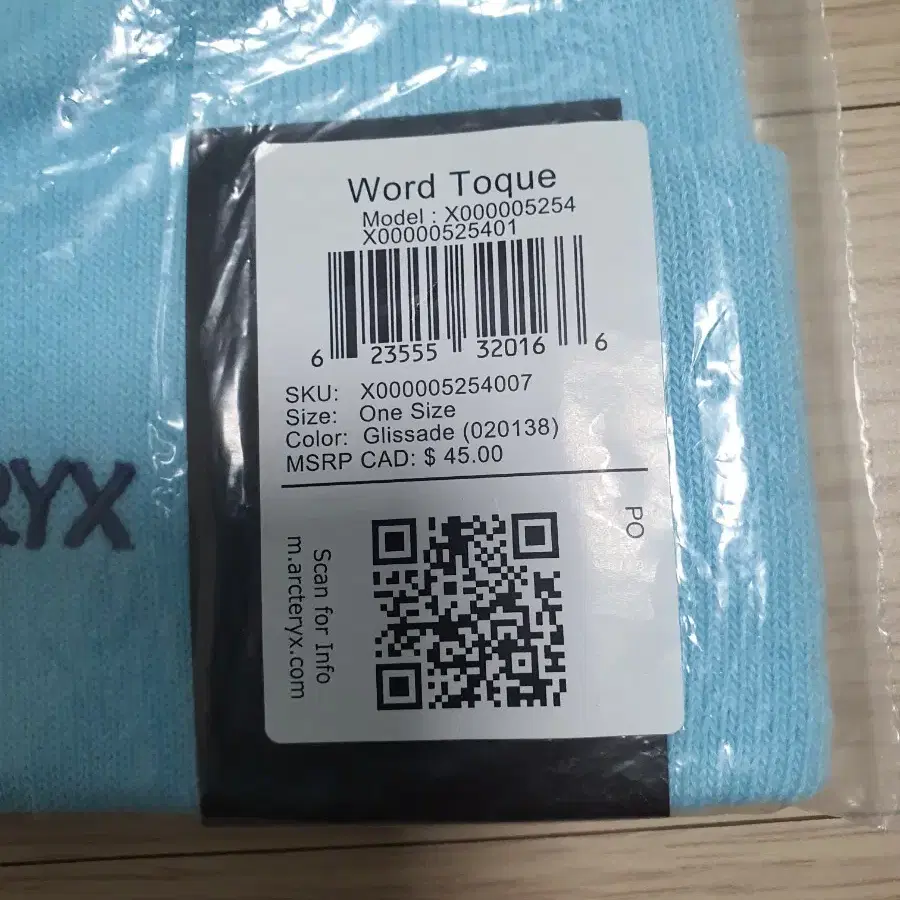 Word Toque
Model : X000005254
X00000525401
6 23555 32016 6
SKU: X000005254007
Size: One Size
Color: Glissade (020138)
MSRP CAD: $ 45.00
PO
Scan for Info
m.arcteryx.com
RYX